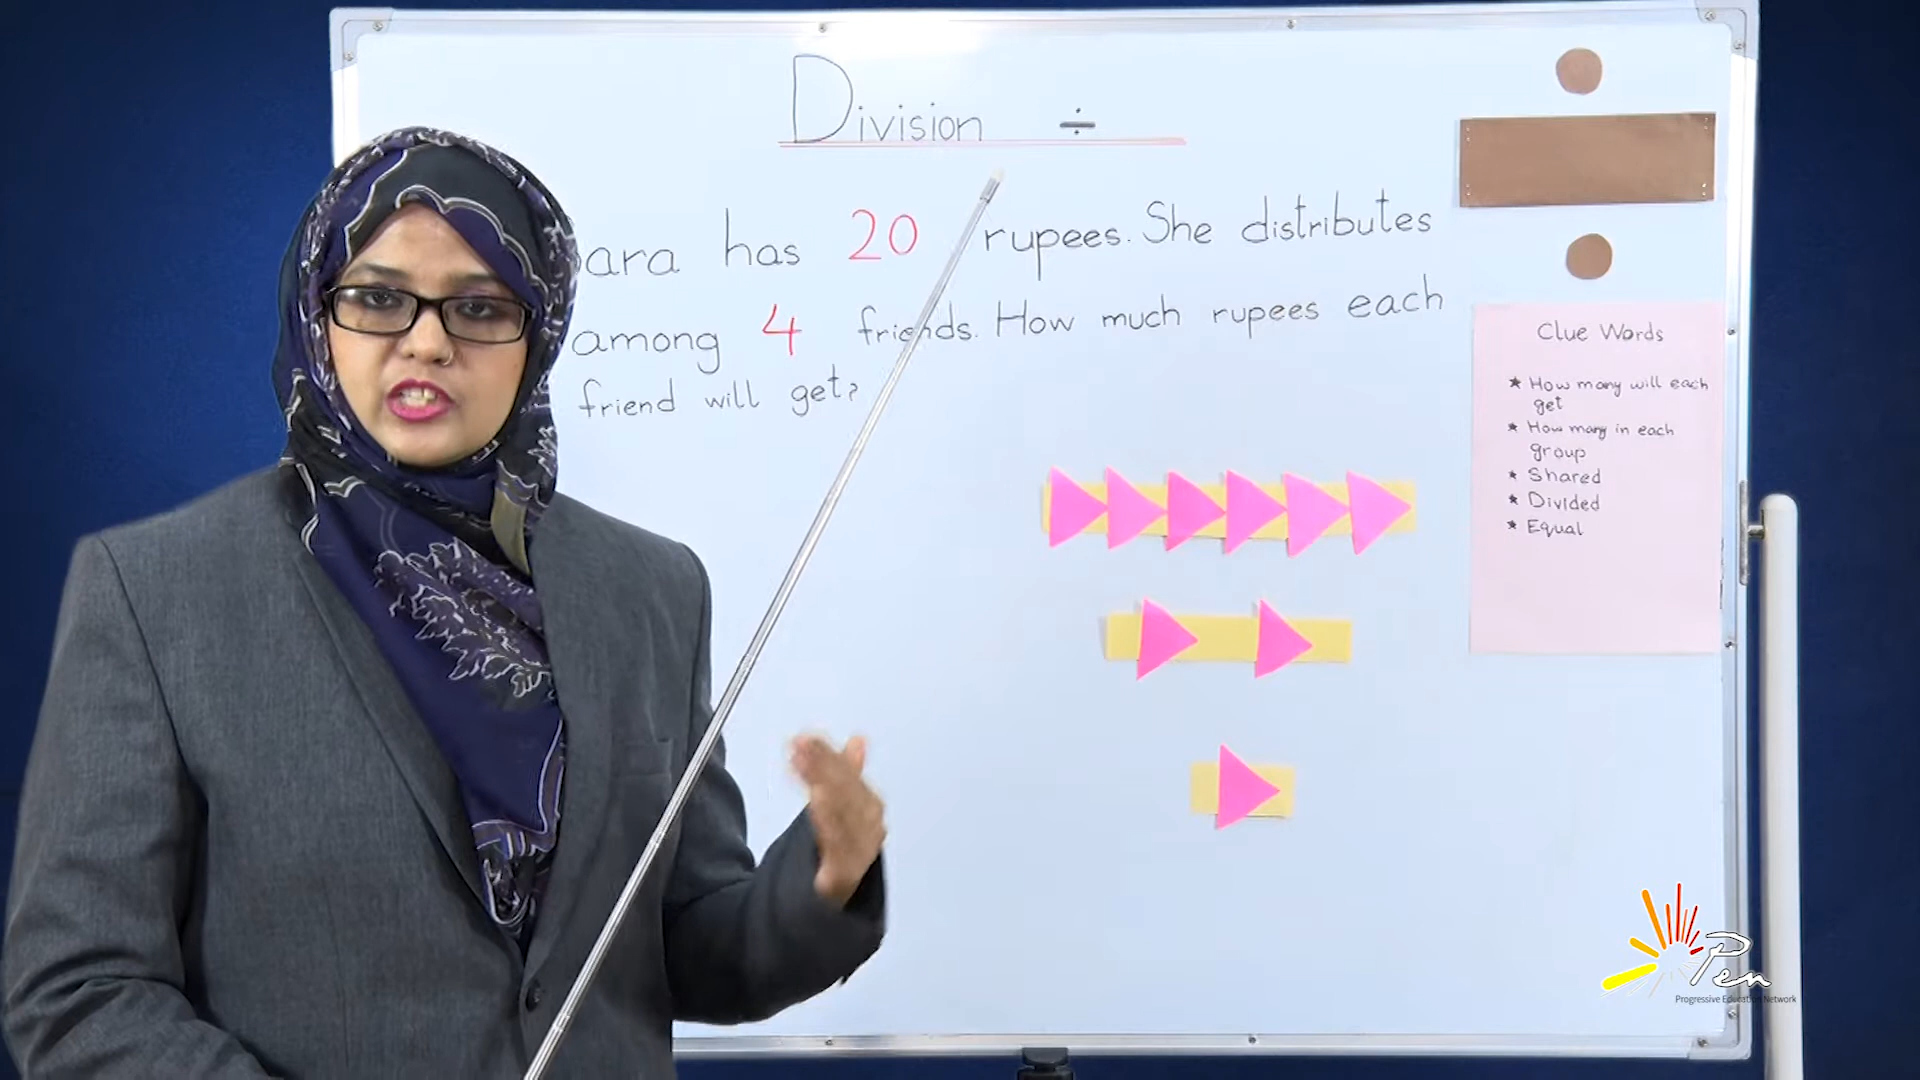 Division ÷
has 20 rupees. She distributes
among 4 friends. How much rupees each
friend will get?
Clue Words
★ How many will each
get
★ How many in each
group
★ Shared
★ Divided
★ Equal
Pen
Progressive Education Network